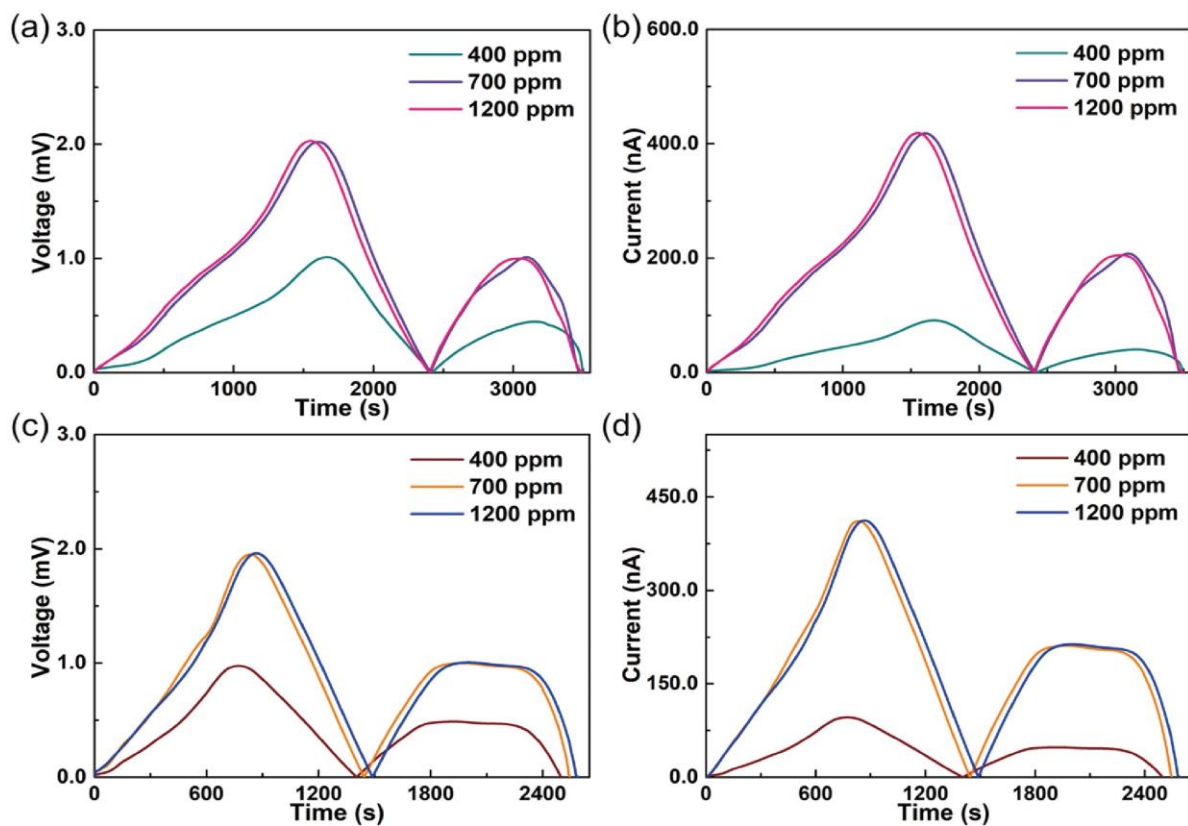 (a)
3.0
2.0
1.0
0.0
Voltage (mV)
400 ppm
700 ppm
1200 ppm
0
1000
2000
3000
Time (s)
(b)
600.0
400.0
200.0
0.0
Current (nA)
400 ppm
700 ppm
1200 ppm
0
1000
2000
3000
Time (s)
(c)
3.0
2.0
1.0
0.0
Voltage (mV)
400 ppm
700 ppm
1200 ppm
0
600
1200
1800
2400
Time (s)
(d)
450.0
300.0
150.0
0.0
Current (nA)
400 ppm
700 ppm
1200 ppm
0
600
1200
1800
2400
Time (s)